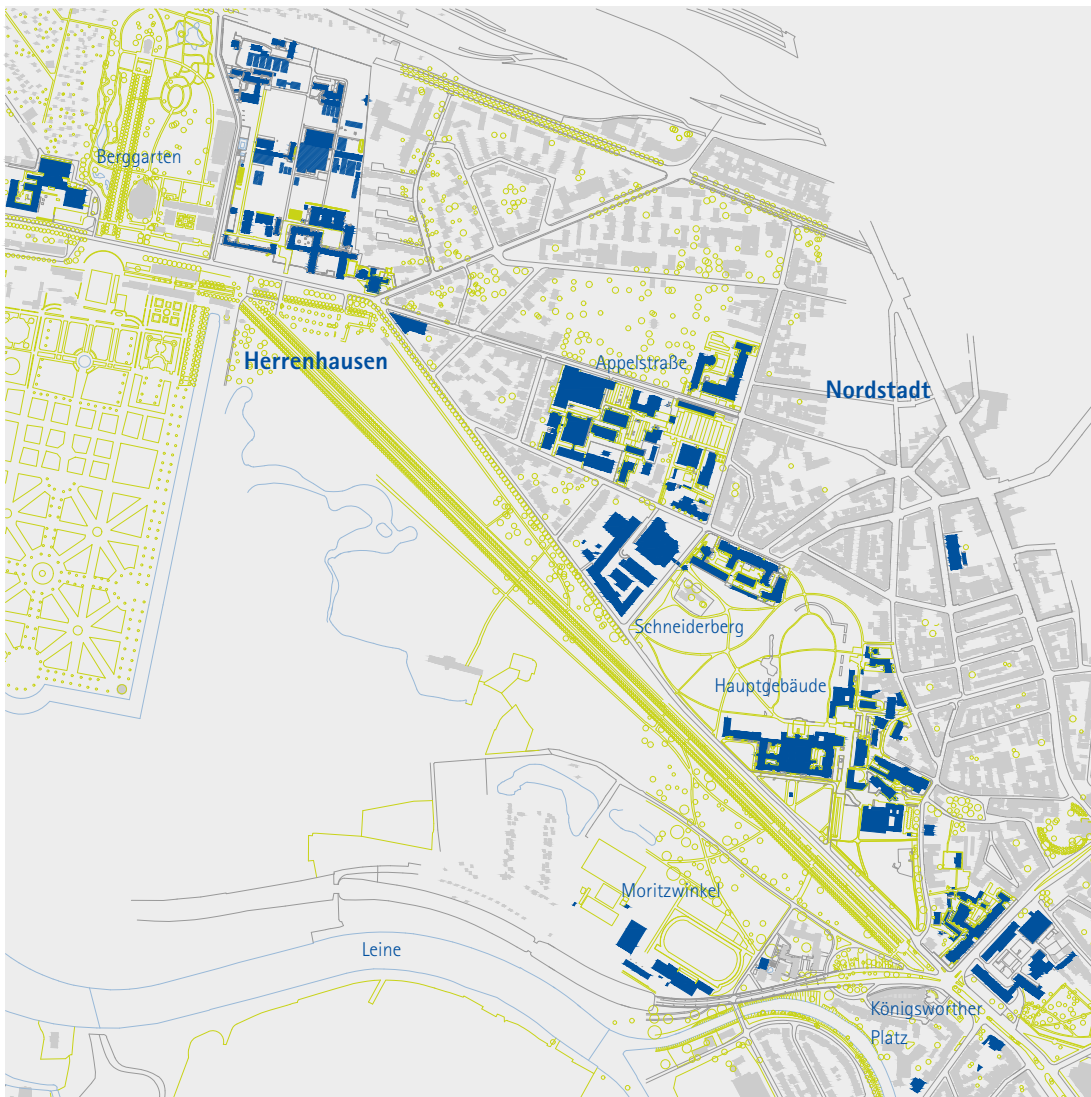 Berggarten
Herrenhausen
Appelstraße
Nordstadt
Schneiderberg
Hauptgebäude
Moritzwinkel
Leine
Königsworther
Platz